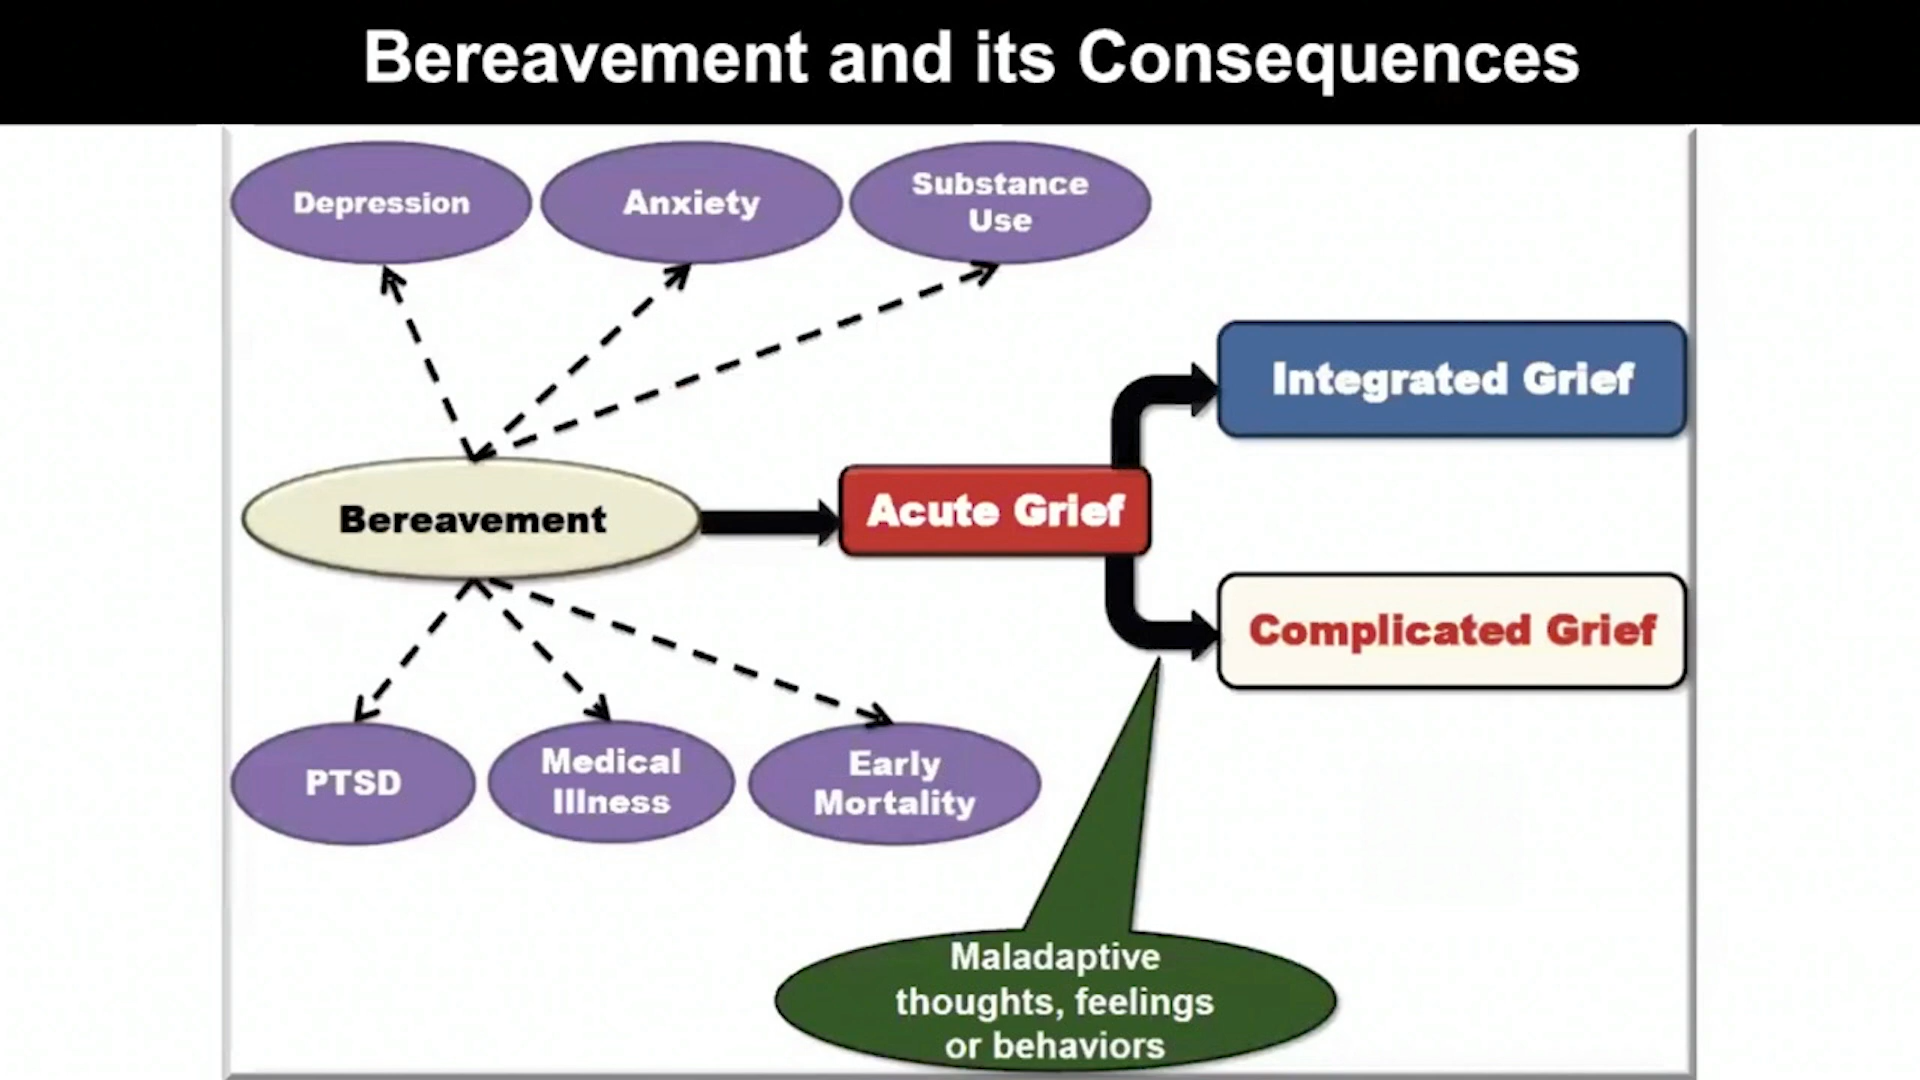 Bereavement and its Consequences
Depression
Anxiety
Substance
Use
Integrated Grief
Bereavement
Acute Grief
Complicated Grief
PTSD
Medical
Illness
Early
Mortality
Maladaptive
thoughts, feelings
or behaviors